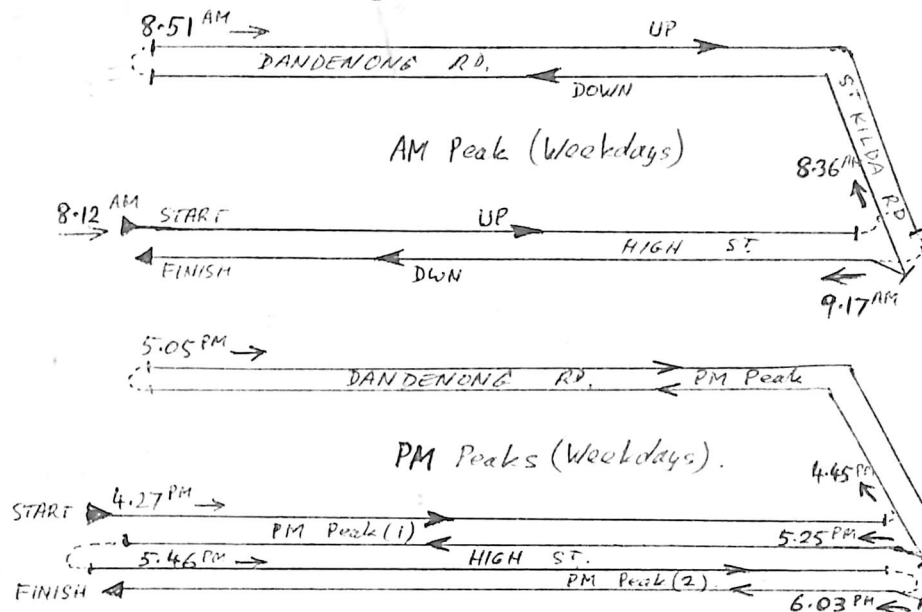 8.51 AM
UP
DANDENONG RD.
DOWN
ST KILDA RD
AM Peak (Weekdays)
8.36 AM
8.12 AM
START
UP
HIGH ST.
FINISH
DWN
9.17 AM
5.05 PM
DANDENONG RD. PM Peak
PM Peaks (Weekdays).
4.45 PM
START
4.27 PM
PM Peak (1)
5.25 PM
5.46 PM
HIGH ST.
FINISH
PM Peak (2)
6.03 PM